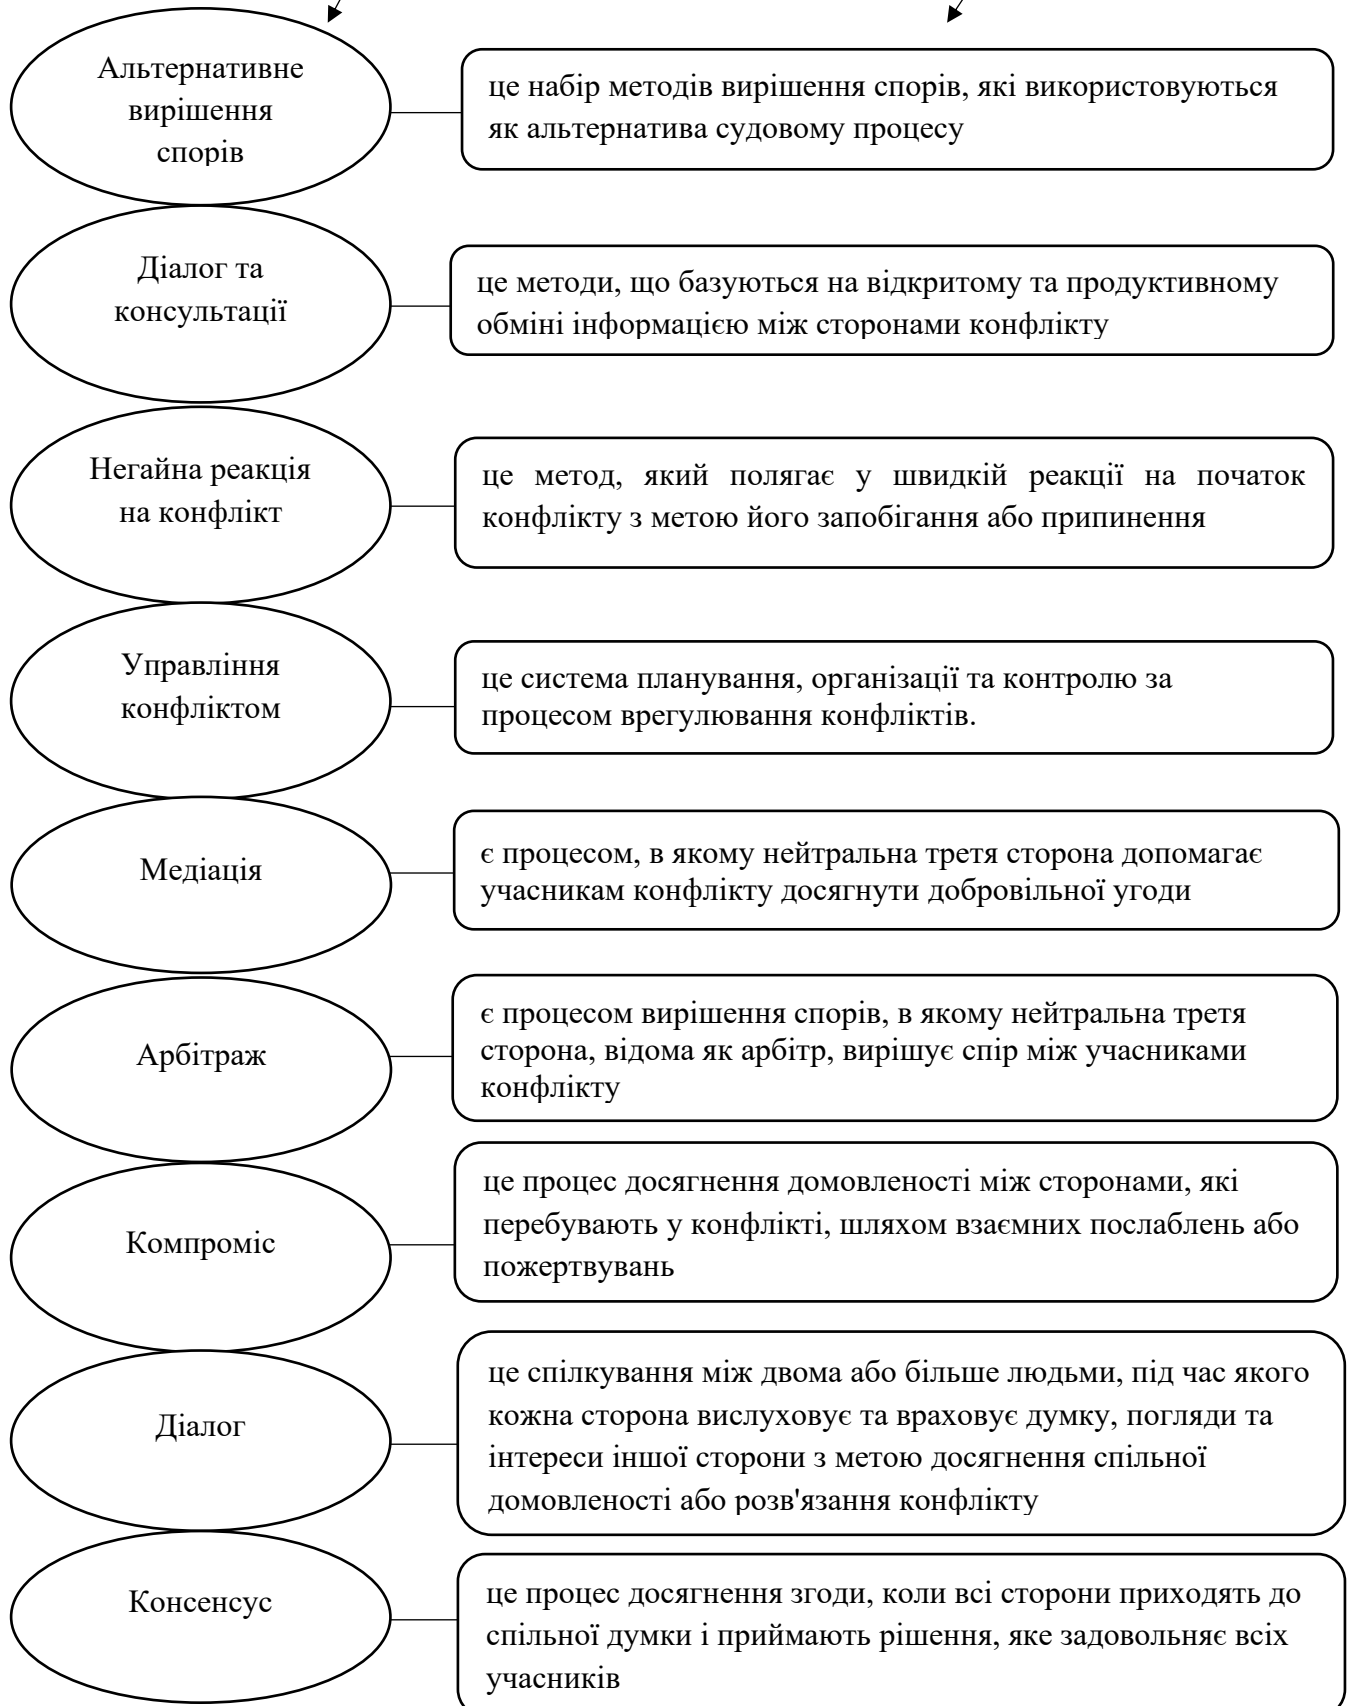 Альтернативне
вирішення
спорів
це набір методів вирішення спорів, які використовуються
як альтернатива судовому процесу
Діалог та
консультації
це методи, що базуються на відкритому та продуктивному
обміні інформацією між сторонами конфлікту
Негайна реакція
на конфлікт
це метод, який полягає у швидкій реакції на початок
конфлікту з метою його запобігання або припинення
Управління
конфліктом
це система планування, організації та контролю за
процесом врегулювання конфліктів.
Медіація
є процесом, в якому нейтральна третя сторона допомагає
учасникам конфлікту досягнути добровільної угоди
Арбітраж
є процесом вирішення спорів, в якому нейтральна третя
сторона, відома як арбітр, вирішує спір між учасниками
конфлікту
Компроміс
це процес досягнення домовленості між сторонами, які
перебувають у конфлікті, шляхом взаємних послаблень або
пожертвувань
Діалог
це спілкування між двома або більше людьми, під час якого
кожна сторона вислуховує та враховує думку, погляди та
інтереси іншої сторони з метою досягнення спільної
домовленості або розв'язання конфлікту
Консенсус
це процес досягнення згоди, коли всі сторони приходять до
спільної думки і приймають рішення, яке задовольняє всіх
учасників